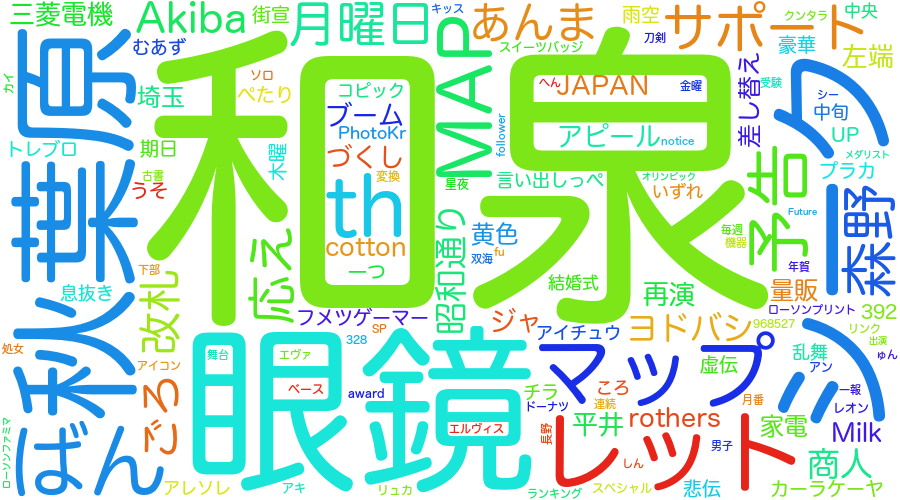 三菱電機
Akiba
街宣
月曜日
キッス
あんま
雨空
サポート
クンタラ
中央
むあず
スイーツバッジ
刀剣
豪華
左端
カイ
秋葉原
埼玉
ソロ
ぺたり
和泉
コピック
MAP
へん
JAPAN
金曜
差し替え
受験
シー
中旬
タンジ
ブーム
PhotoKr
follower
アピール
notice
UP
トレブロ
期日
木曜
づくし
変換
メダリスト
古書
うそ
th
星夜
言い出しっぺ
オリンピック
いずれ
予告
プラカ
森野
昭和通り
cotton
黄色
Future
毎週
機器
応え
一つ
双海
fu
年賀
下部
改札
息抜き
結婚式
再演
量販
フメツゲーマー
ジャ
ローソンプリント
392
SP
328
アイチュウ
ヨドバシ
968527
リンク
出演
処女
眼鏡
舞台
エヴァ
マップ
虚伝
乱舞
ゅん
アイコン
アン
ばんごろ
ベース
award
チラ
ころ
一報
ドーナツ
連続
月番
レオン
エルヴィス
平井
rothers
レット
家電
Milk
長野
男子
ローソンファミマ
しん
商人
アレソレ
アキ
リュカ
ランキング
スペシャル
悲伝
カーラケーヤ